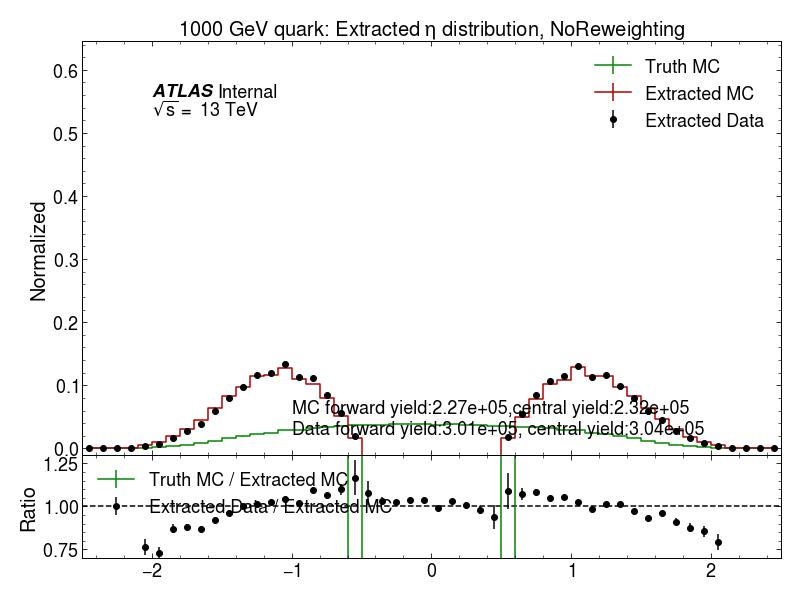 1000 GeV quark: Extracted η distribution, NoReweighting
0.6
0.5
0.4
0.3
0.2
0.1
0.0
Normalized
ATLAS Internal
√s = 13 TeV
Truth MC
Extracted MC
Extracted Data
MC forward yield:2.27e+05,central yield:2.32e+05
Data forward yield:3.01e+05, central yield:3.04e+05
1.25
1.00
0.75
Ratio
Truth MC / Extracted MC
Extracted Data / Extracted MC
−2 −1 0 1 2